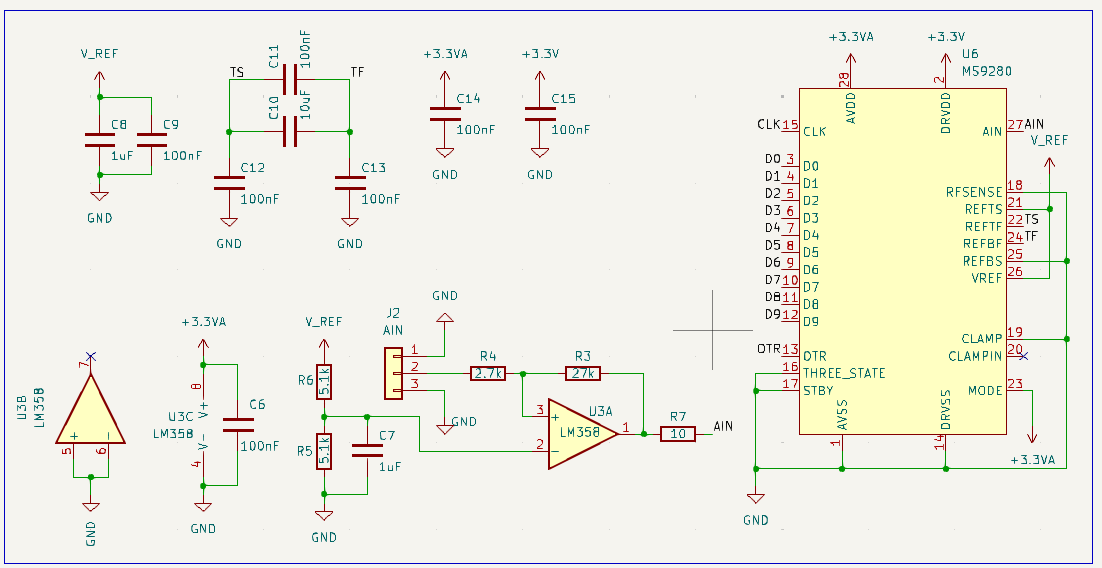 V_REF
C8
1uF
C9
100nF
GND
TS
C11
100nF
TF
C10
10uF
C12
100nF
GND
C13
100nF
GND
+3.3VA
C14
100nF
GND
+3.3V
C15
100nF
GND
+3.3VA
+3.3V
U6
MS9280
28
AVDD
2
DRVDD
CLK 15 CLK
D0 3 D0
D1 4 D1
D2 5 D2
D3 6 D3
D4 7 D4
D5 8 D5
D6 9 D6
D7 10 D7
D8 11 D8
D9 12 D9
OTR 13 OTR
16 THREE_STATE
17 STBY
AIN 27 AIN
V_REF
RFSENSE 18
REFTS 21
REFTF 22 TS
REFBF 24 TF
REFBS 25
VREF 26
CLAMP 19
CLAMPIN 20
MODE 23
+3.3VA
AVSS
1
DRVSS
14
GND
U3B
LM358
7
+
-
5
6
GND
+3.3VA
8
V+
U3C
LM358
V-
4
C6
100nF
GND
V_REF
R6
5.1k
R5
5.1k
C7
1uF
GND
J2
AIN
1
2
3
GND
GND
R4
2.7k
R3
27k
3
+
2
-
U3A
LM358
1
R7
10
AIN